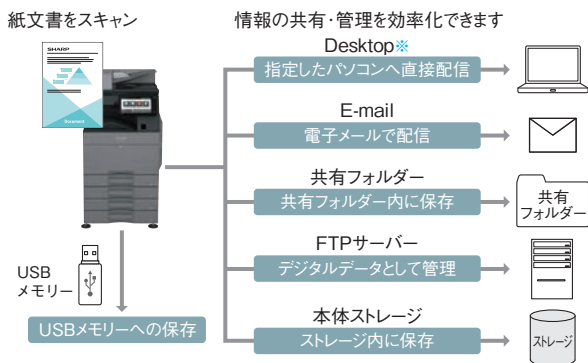 紙文書をスキャン
情報の共有・管理を効率化できます
SHARP
Document
Desktop※
指定したパソコンへ直接配信
E-mail
電子メールで配信
共有フォルダー
共有フォルダー内に保存
共有
フォルダー
FTPサーバー
デジタルデータとして管理
本体ストレージ
ストレージ内に保存
ストレージ
USB
メモリー
USBメモリーへの保存